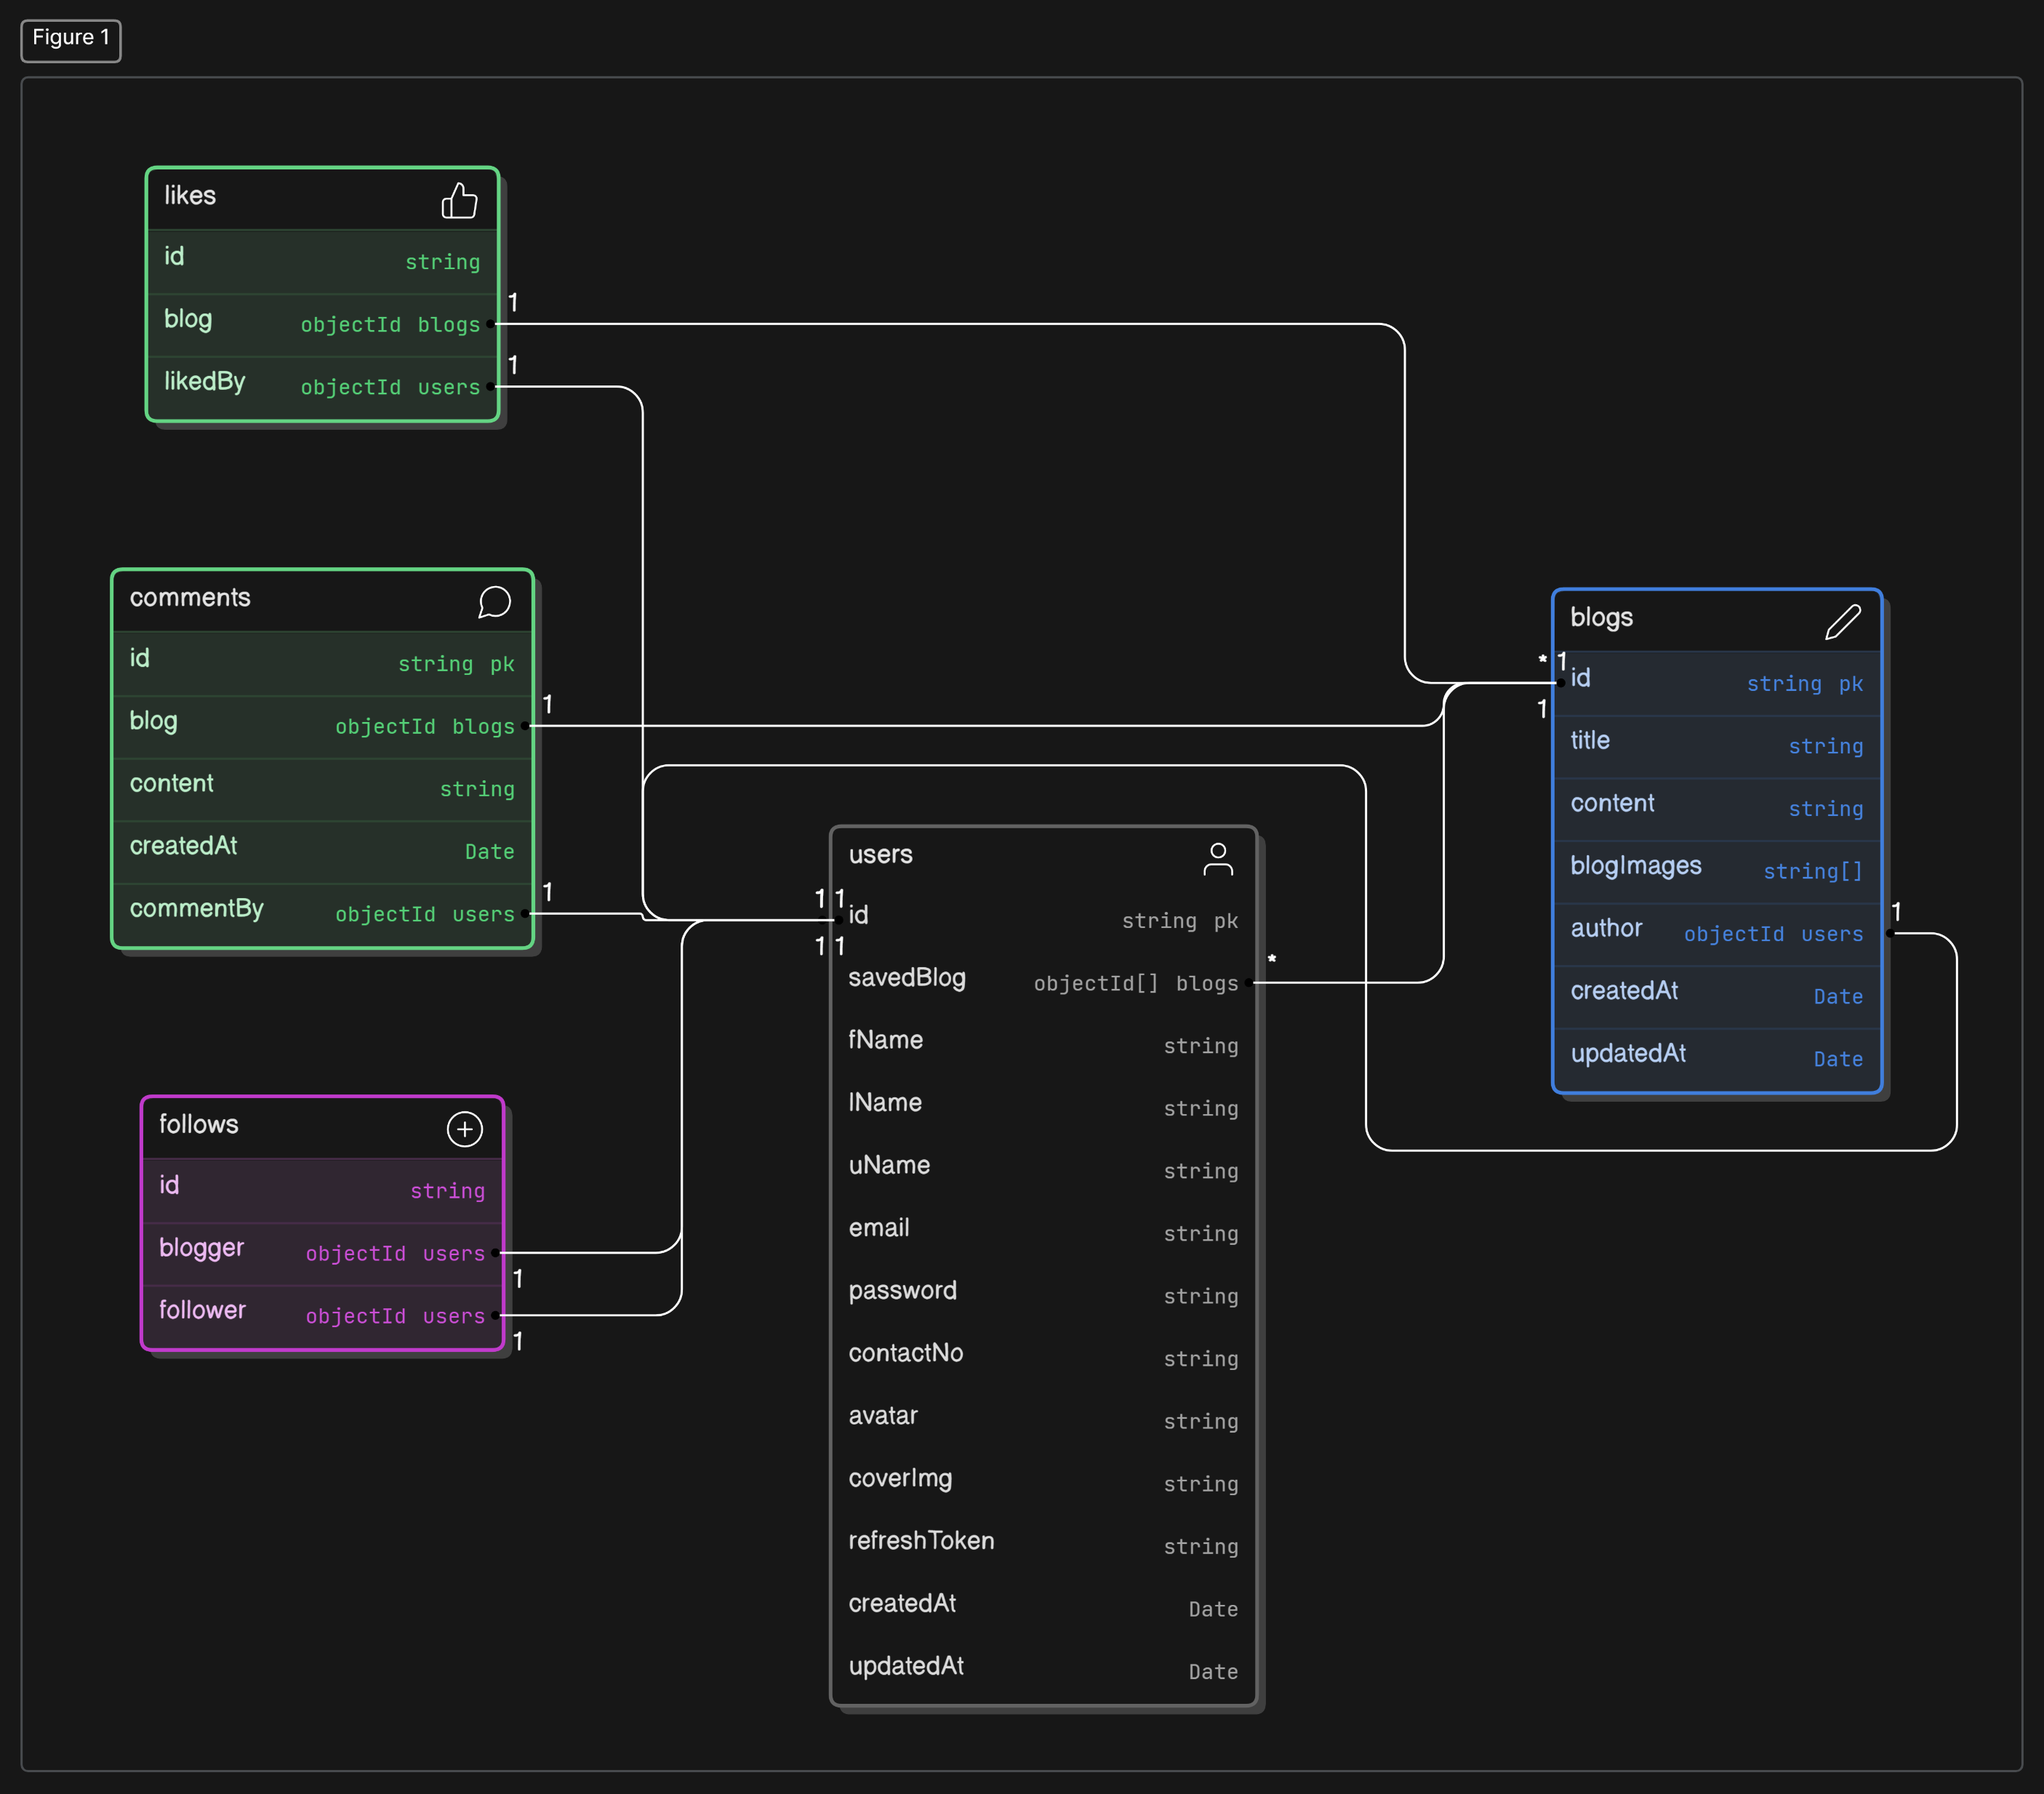 Figure 1
likes
id string
1
blog objectId blogs
1
likedBy objectId users
comments
id string pk
1
blog objectId blogs
content string
createdAt Date
1
commentBy objectId users
follows
id string
blogger objectId users
1
follower objectId users
1
users
1 1
id string pk
1 1
*
savedBlog objectId[] blogs
fName string
lName string
uName string
email string
password string
contactNo string
avatar string
coverImg string
refreshToken string
createdAt Date
updatedAt Date
blogs
* 1
id string pk
1
title string
content string
blogImages string[]
1
author objectId users
createdAt Date
updatedAt Date